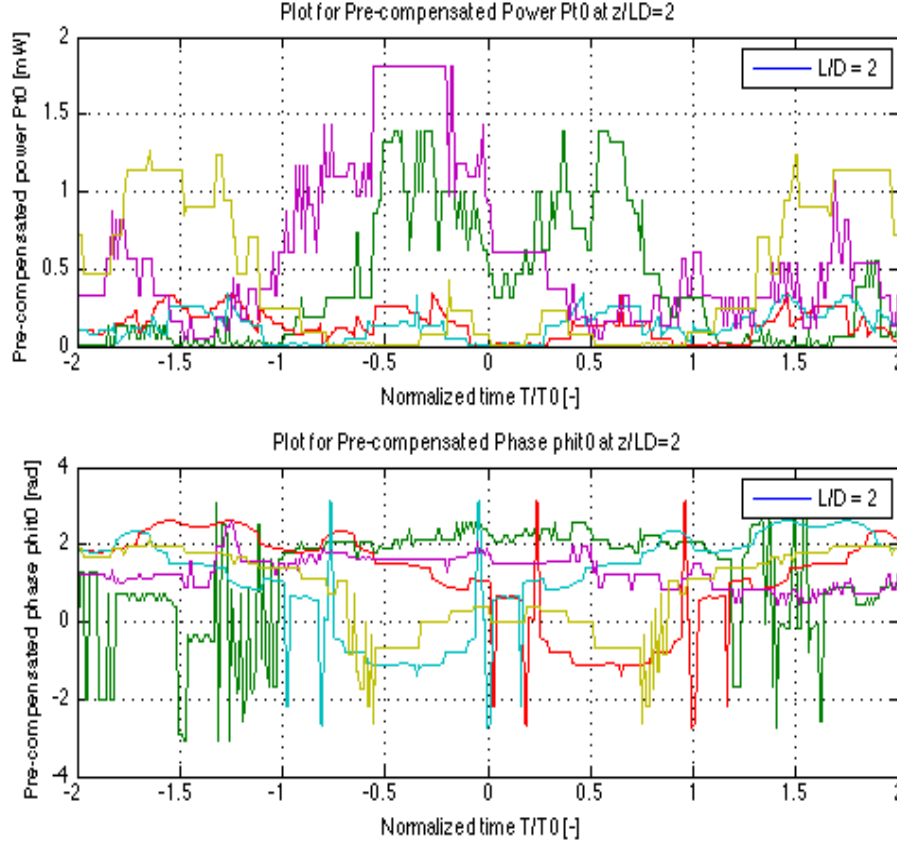 Plot for Pre-compensated Power Pt0 at z/LD=2
Pre-compensated power Pt0 [mW]
2
1.5
1
0.5
0
L/D = 2
-2 -1.5 -1 -0.5 0 0.5 1 1.5 2
Normalized time T/T0 [-]
Plot for Pre-compensated Phase phit0 at z/LD=2
Pre-compensated phase phit0 [rad]
4
2
0
-2
-4
L/D = 2
-2 -1.5 -1 -0.5 0 0.5 1 1.5 2
Normalized time T/T0 [-]